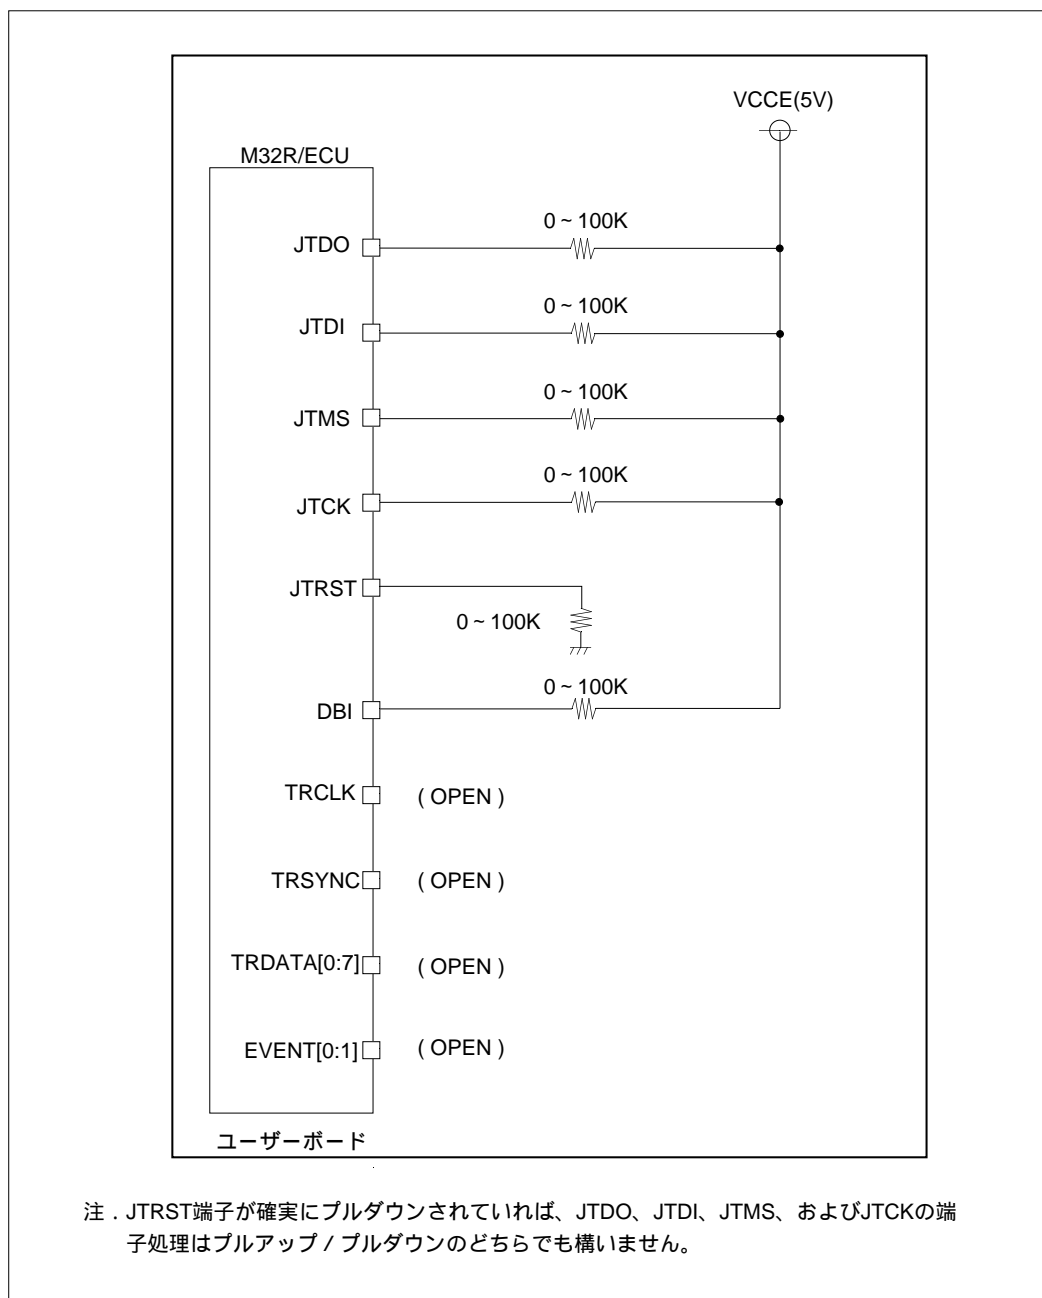 VCCE(5V)
M32R/ECU
0 ~ 100K
JTDO
0 ~ 100K
JTDI
0 ~ 100K
JTMS
0 ~ 100K
JTCK
JTRST
0 ~ 100K
0 ~ 100K
DBI
TRCLK ( OPEN )
TRSYNC ( OPEN )
TRDATA[0:7] ( OPEN )
EVENT[0:1] ( OPEN )
ユーザーボード
注．JTRST端子が確実にプルダウンされていれば、JTDO、JTDI、JTMS、およびJTCKの端
子処理はプルアップ / プルダウンのどちらでも構いません。